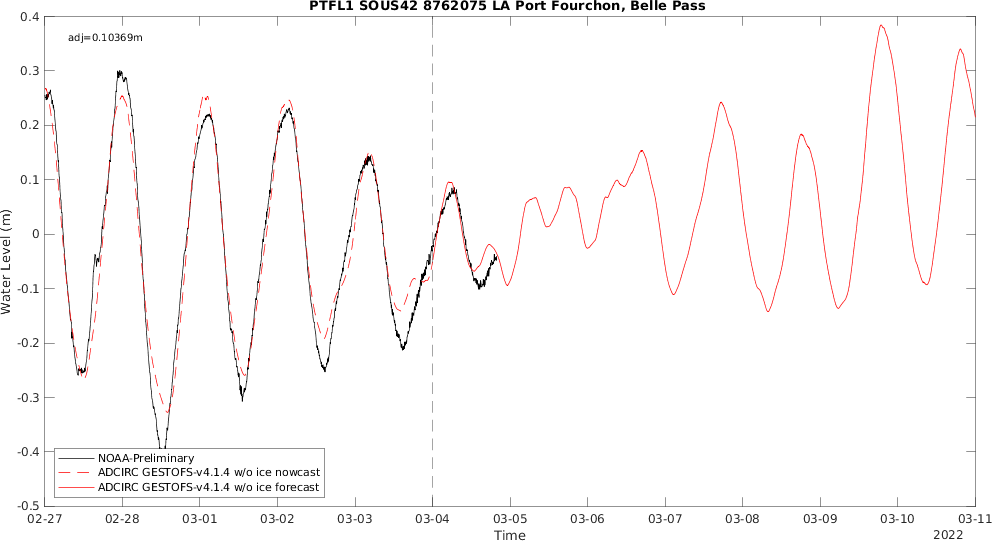 PTFL1 SOUS42 8762075 LA Port Fourchon, Belle Pass
adj=0.10369m
0.4
0.3
0.2
0.1
0
-0.1
-0.2
-0.3
-0.4
-0.5
Water Level (m)
NOAA-Preliminary
ADCIRC GESTOFS-v4.1.4 w/o ice nowcast
ADCIRC GESTOFS-v4.1.4 w/o ice forecast
02-27 02-28 03-01 03-02 03-03 03-04 03-05 03-06 03-07 03-08 03-09 03-10 03-11
Time
2022